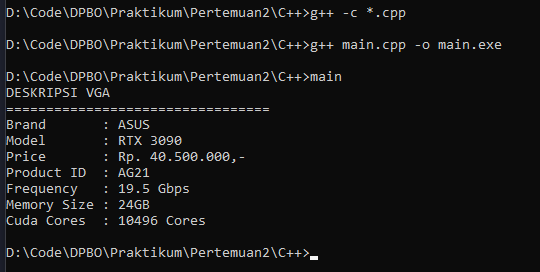 D:\Code\DPBO\Praktikum\Pertemuan2\C++>g++ -c *.cpp
D:\Code\DPBO\Praktikum\Pertemuan2\C++>g++ main.cpp -o main.exe
D:\Code\DPBO\Praktikum\Pertemuan2\C++>main
DESKRIPSI VGA
=================================
Brand       : ASUS
Model       : RTX 3090
Price       : Rp. 40.500.000,-
Product ID  : AG21
Frequency   : 19.5 Gbps
Memory Size : 24GB
Cuda Cores  : 10496 Cores
D:\Code\DPBO\Praktikum\Pertemuan2\C++>